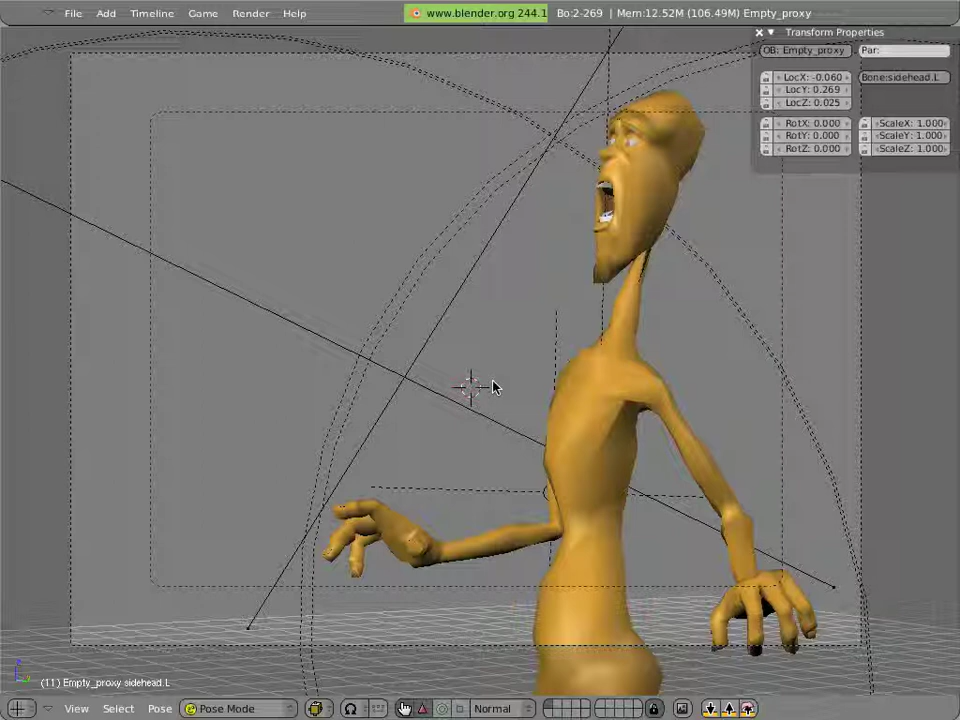 File Add Timeline Game Render Help www.blender.org 244.1 Bo:2-269 | Mem:12.52M (106.49M) Empty_proxy
Transform Properties
OB: Empty_proxy Par:
LocX: -0.060 Bone:sidehead.L
LocY: 0.269
LocZ: 0.025
RotX: 0.000 ScaleX: 1.000
RotY: 0.000 ScaleY: 1.000
RotZ: 0.000 ScaleZ: 1.000
(11) Empty_proxy sidehead.L
View Select Pose Pose Mode Normal